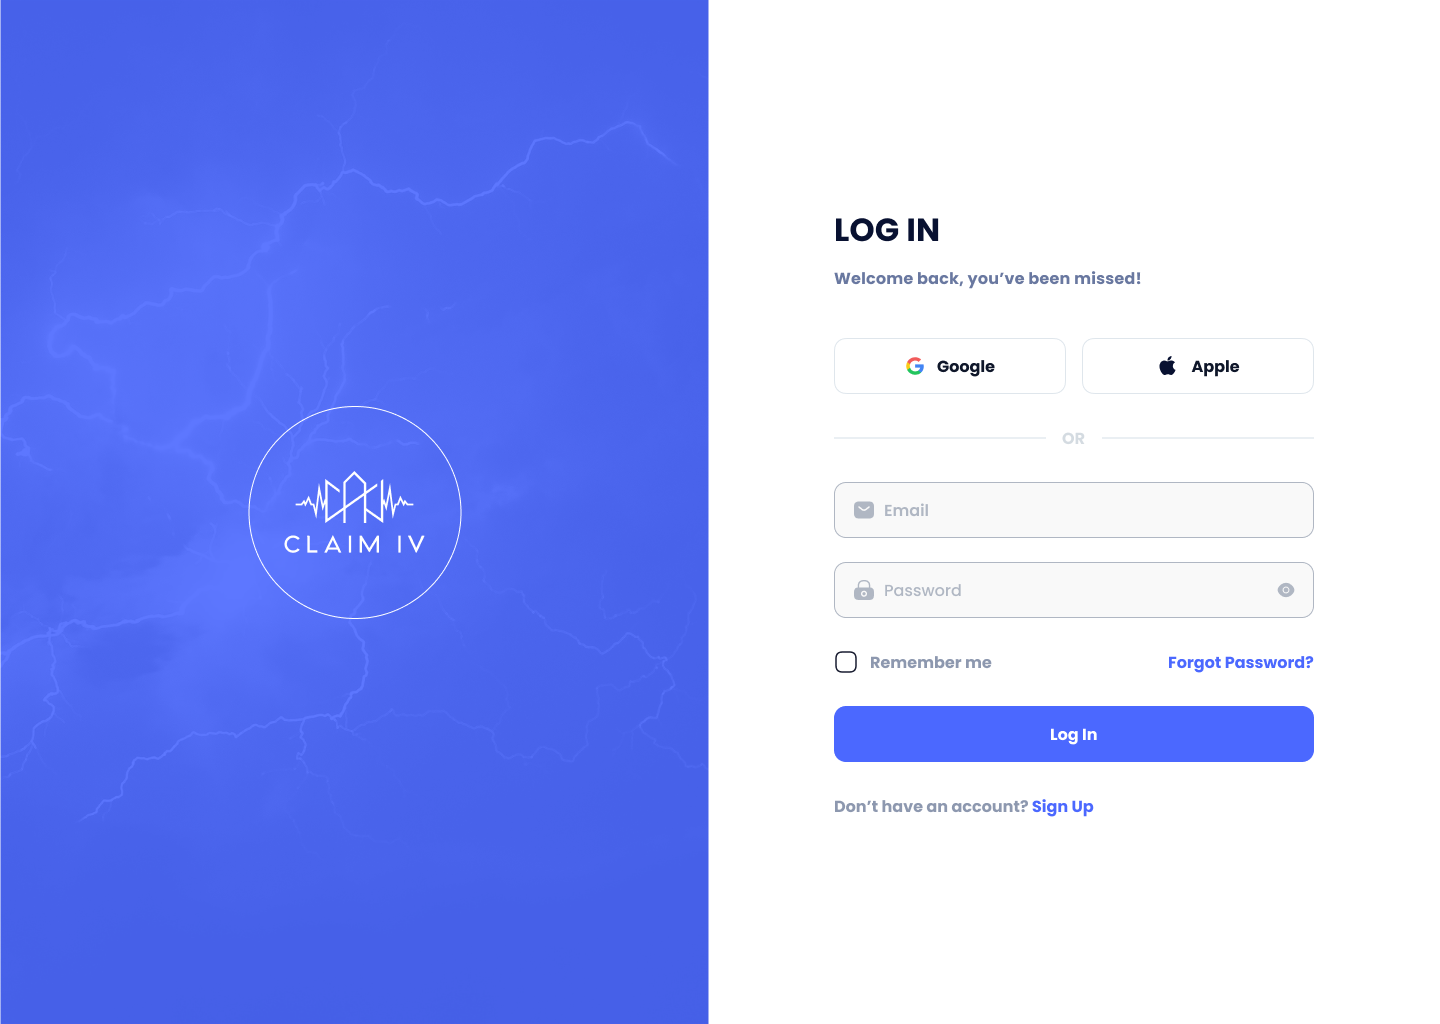 CLAIM IV
LOG IN
Welcome back, you’ve been missed!
Google
Apple
OR
Email
Password
Remember me
Forgot Password?
Log In
Don’t have an account? Sign Up